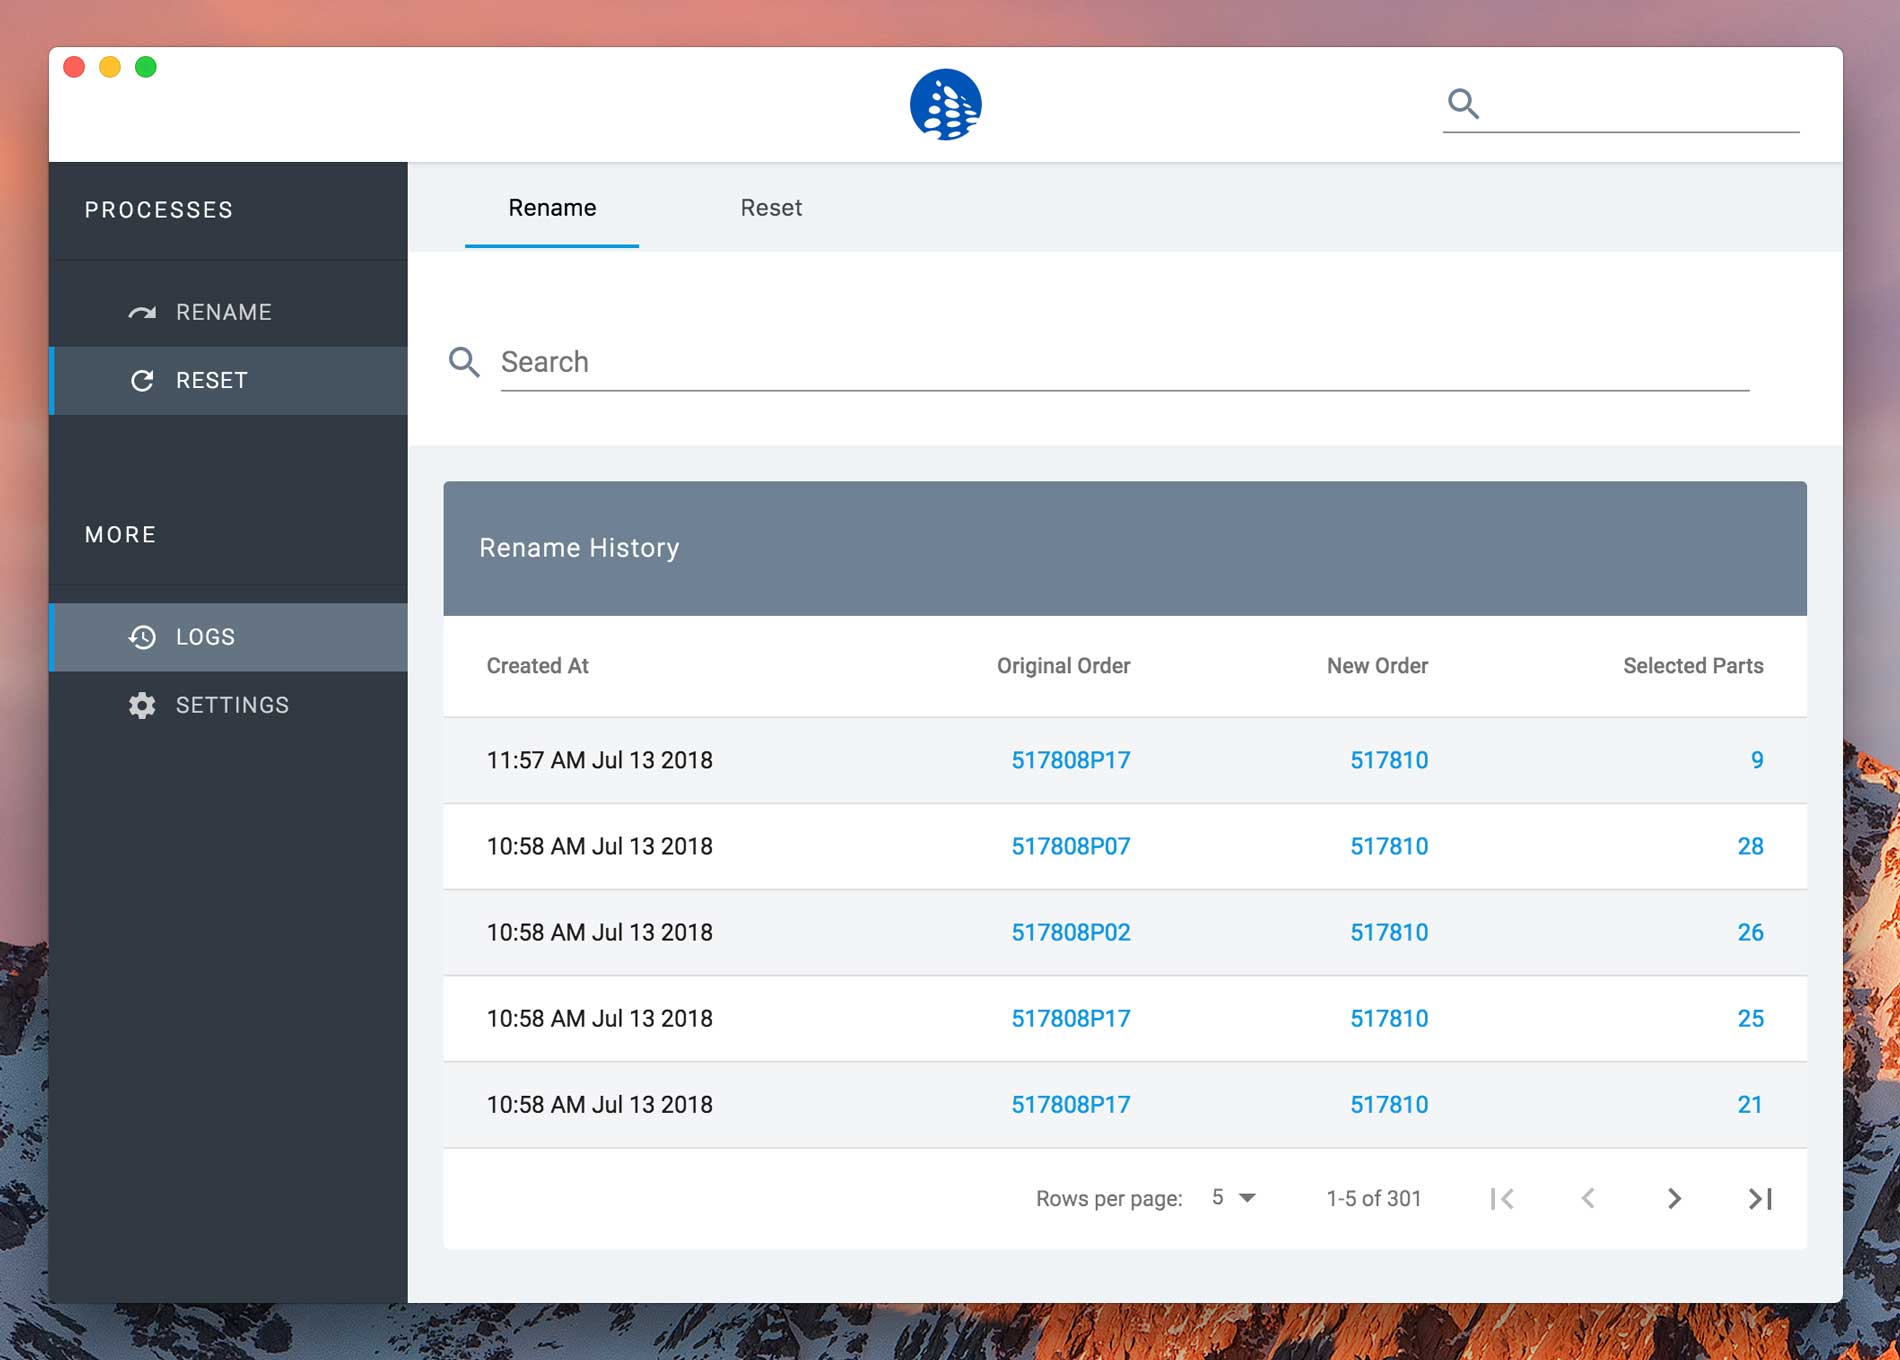 PROCESSES
RENAME
RESET
MORE
LOGS
SETTINGS
Rename Reset
Search
Rename History
Created At Original Order New Order Selected Parts
11:57 AM Jul 13 2018 517808P17 517810 9
10:58 AM Jul 13 2018 517808P07 517810 28
10:58 AM Jul 13 2018 517808P02 517810 26
10:58 AM Jul 13 2018 517808P17 517810 25
10:58 AM Jul 13 2018 517808P17 517810 21
Rows per page: 5 1-5 of 301